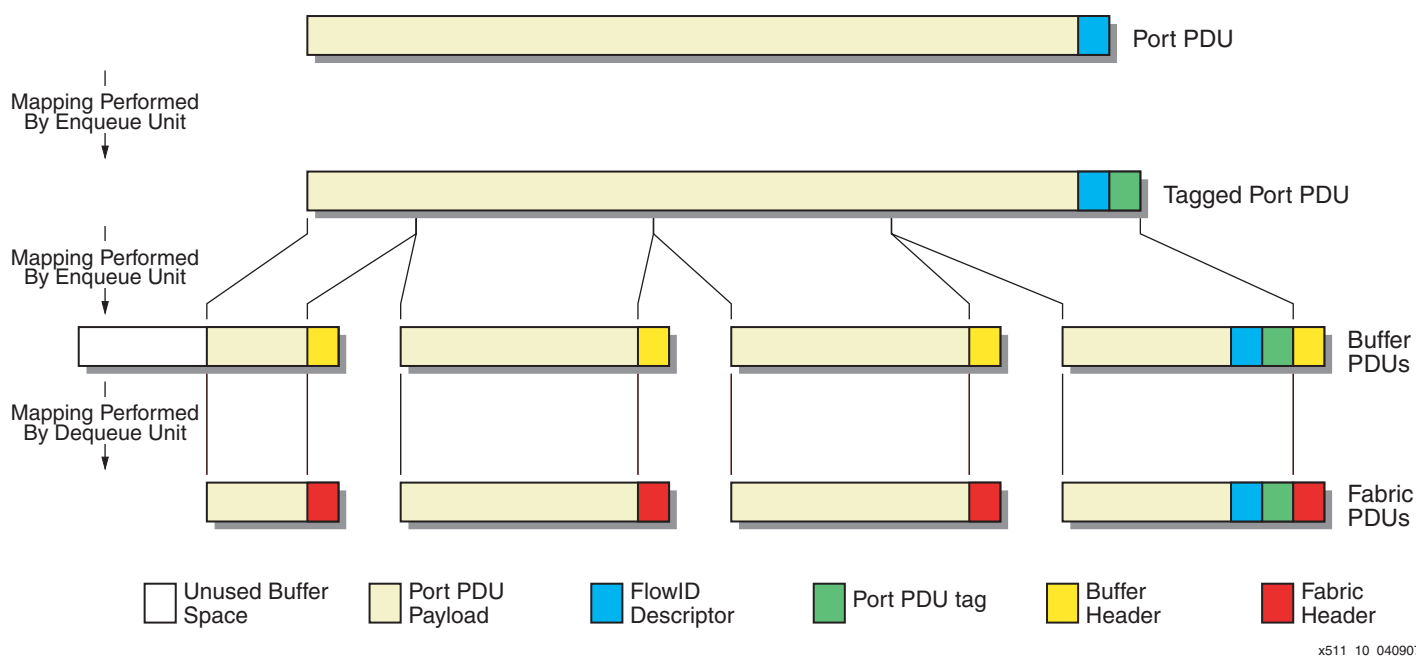 Port PDU
Mapping Performed
By Enqueue Unit
Tagged Port PDU
Mapping Performed
By Enqueue Unit
Buffer
PDUs
Mapping Performed
By Dequeue Unit
Fabric
PDUs
Unused Buffer
Space
Port PDU
Payload
FlowID
Descriptor
Port PDU tag
Buffer
Header
Fabric
Header
x511_10_040907